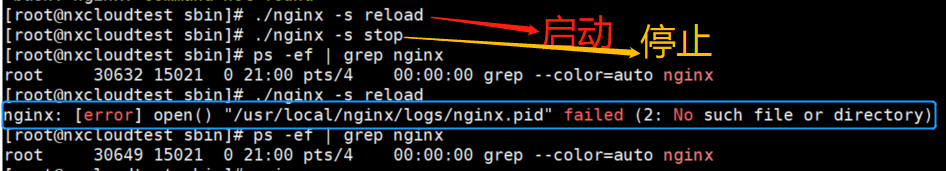 [root@nxcloudtest sbin]# ./nginx -s reload
启动
[root@nxcloudtest sbin]# ./nginx -s stop
停止
[root@nxcloudtest sbin]# ps -ef | grep nginx
root     30632 15021  0 21:00 pts/4    00:00:00 grep --color=auto nginx
[root@nxcloudtest sbin]# ./nginx -s reload
nginx: [error] open() "/usr/local/nginx/logs/nginx.pid" failed (2: No such file or directory)
[root@nxcloudtest sbin]# ps -ef | grep nginx
root     30649 15021  0 21:00 pts/4    00:00:00 grep --color=auto nginx